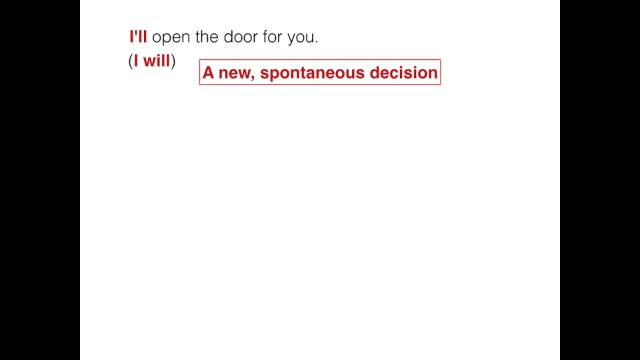 I'll open the door for you.
(I will)
A new, spontaneous decision